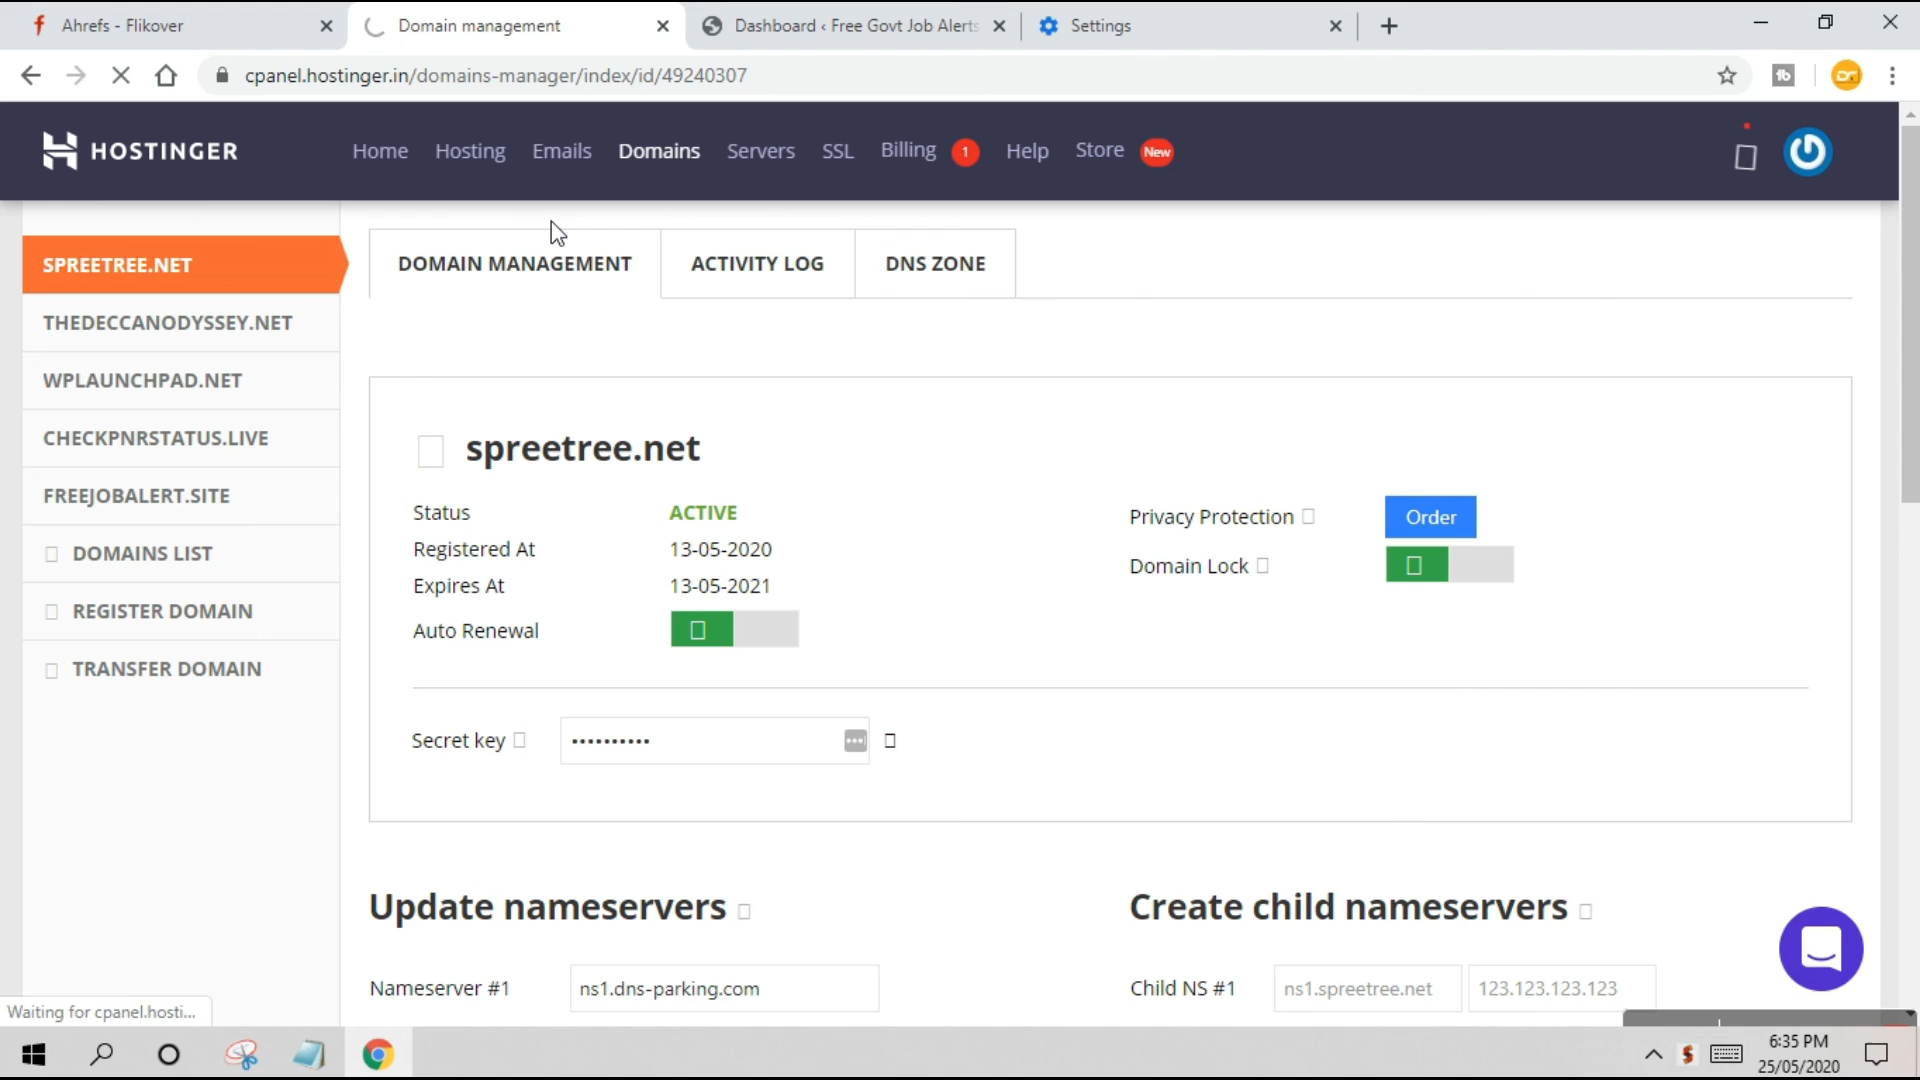 Ahrefs - Flikover
Domain management
Dashboard ‹ Free Govt Job Alerts
Settings
cpanel.hostinger.in/domains-manager/index/id/49240307
HOSTINGER
Home
Hosting
Emails
Domains
Servers
SSL
Billing
1
Help
Store
New
SPREETREE.NET
THEDECCANODYSSEY.NET
WPLAUNCHPAD.NET
CHECKPNRSTATUS.LIVE
FREEJOBALERT.SITE
DOMAINS LIST
REGISTER DOMAIN
TRANSFER DOMAIN
DOMAIN MANAGEMENT
ACTIVITY LOG
DNS ZONE
spreetree.net
Status ACTIVE
Registered At 13-05-2020
Expires At 13-05-2021
Auto Renewal
Privacy Protection Order
Domain Lock
Secret key ••••••••••
Update nameservers
Nameserver #1 ns1.dns-parking.com
Create child nameservers
Child NS #1 ns1.spreetree.net 123.123.123.123
Waiting for cpanel.hosti...
6:35 PM
25/05/2020